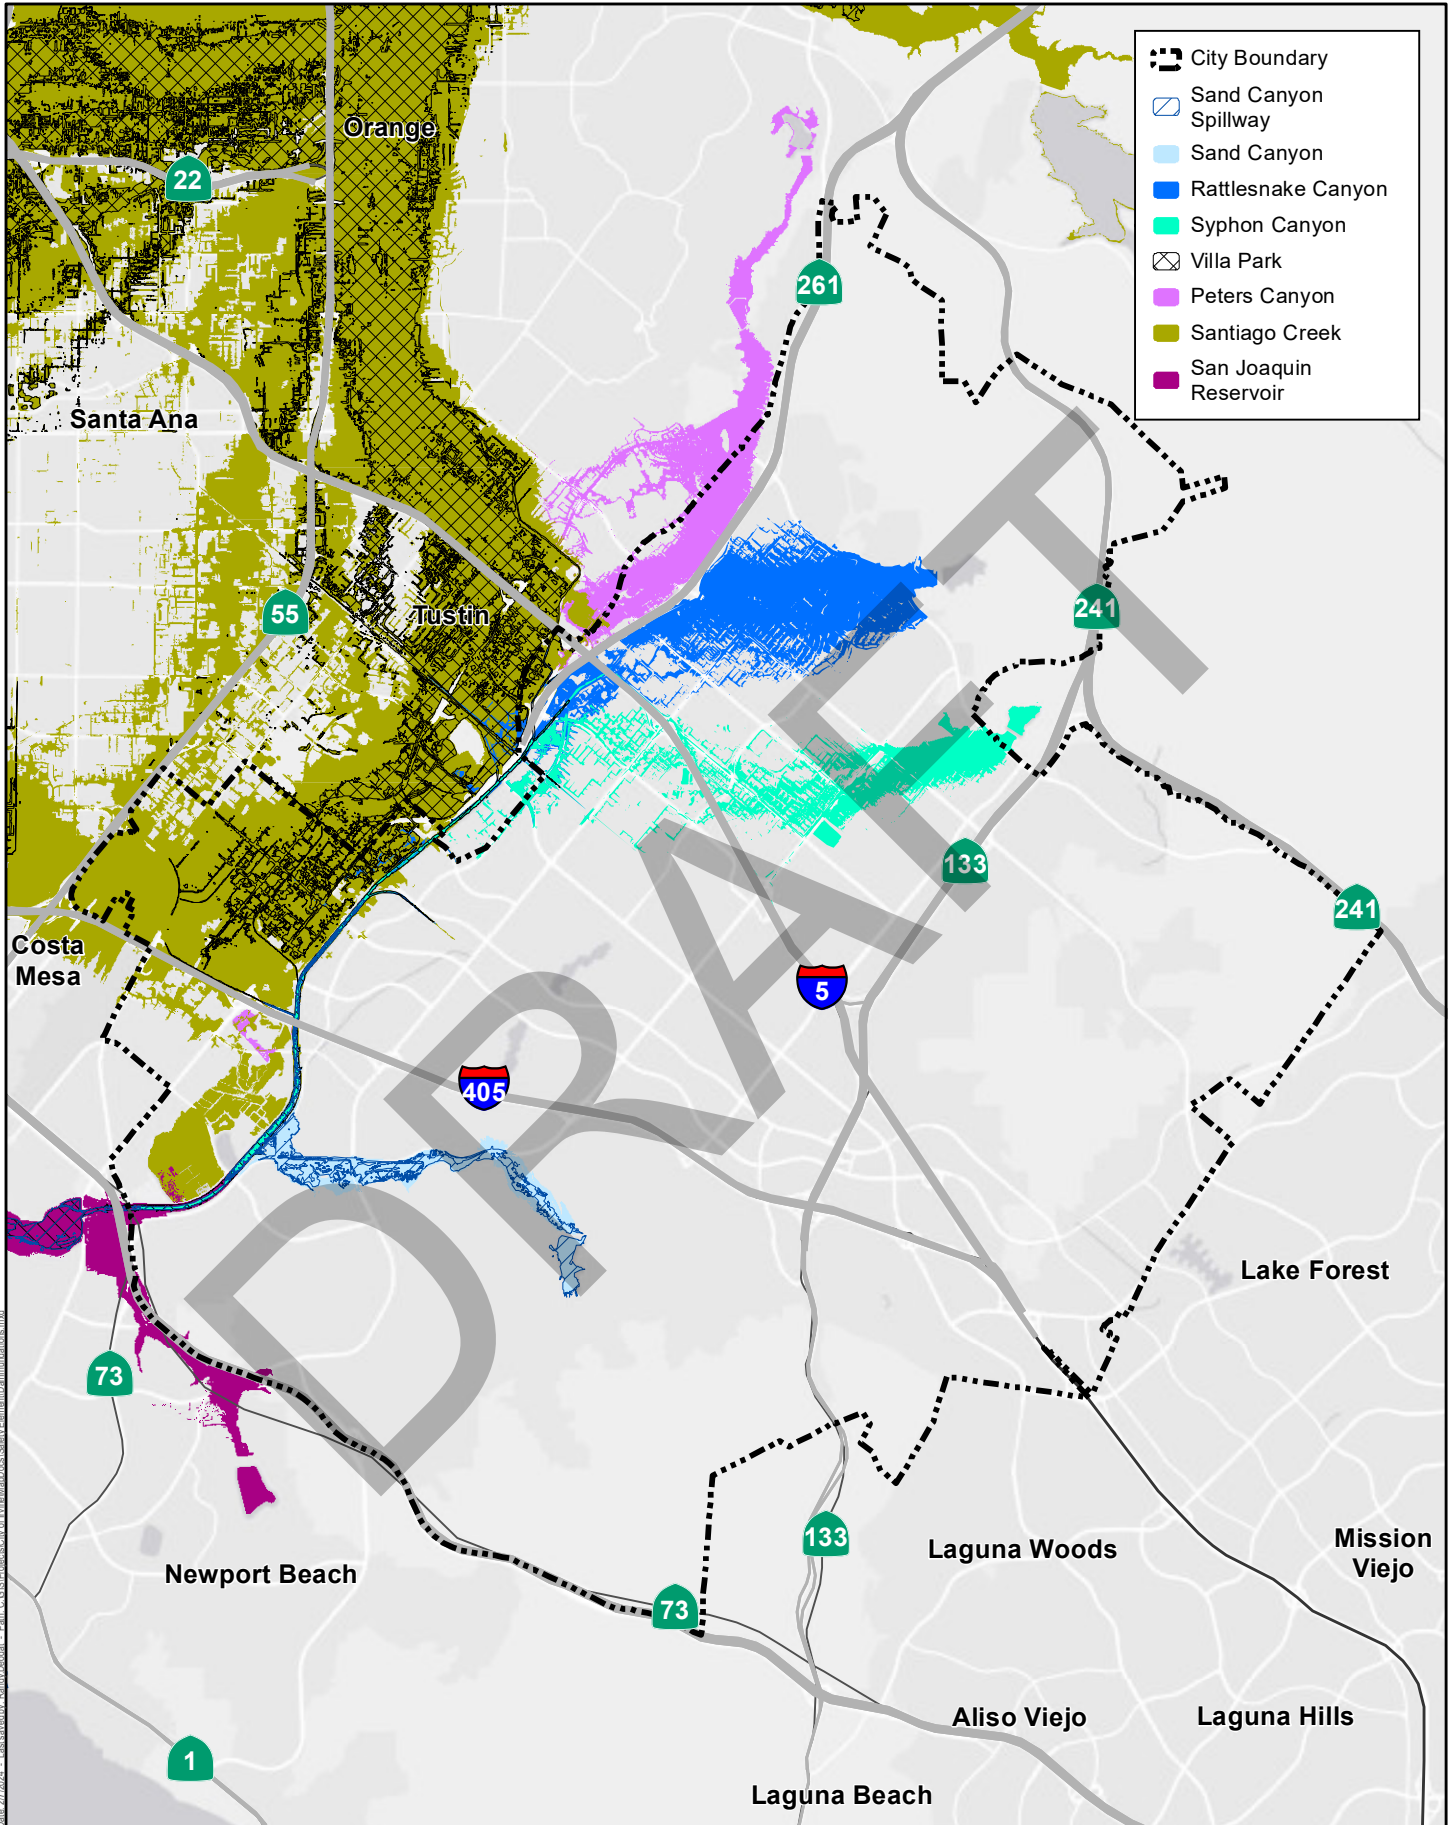 City Boundary
Sand Canyon
Spillway
Sand Canyon
Rattlesnake Canyon
Syphon Canyon
Villa Park
Peters Canyon
Santiago Creek
San Joaquin
Reservoir
Orange
22
261
Santa Ana
55
Tustin
241
133
241
Costa
Mesa
5
405
Lake Forest
73
133
Laguna Woods
Mission
Viejo
Newport Beach
73
Aliso Viejo
Laguna Hills
1
Laguna Beach
DRAFT